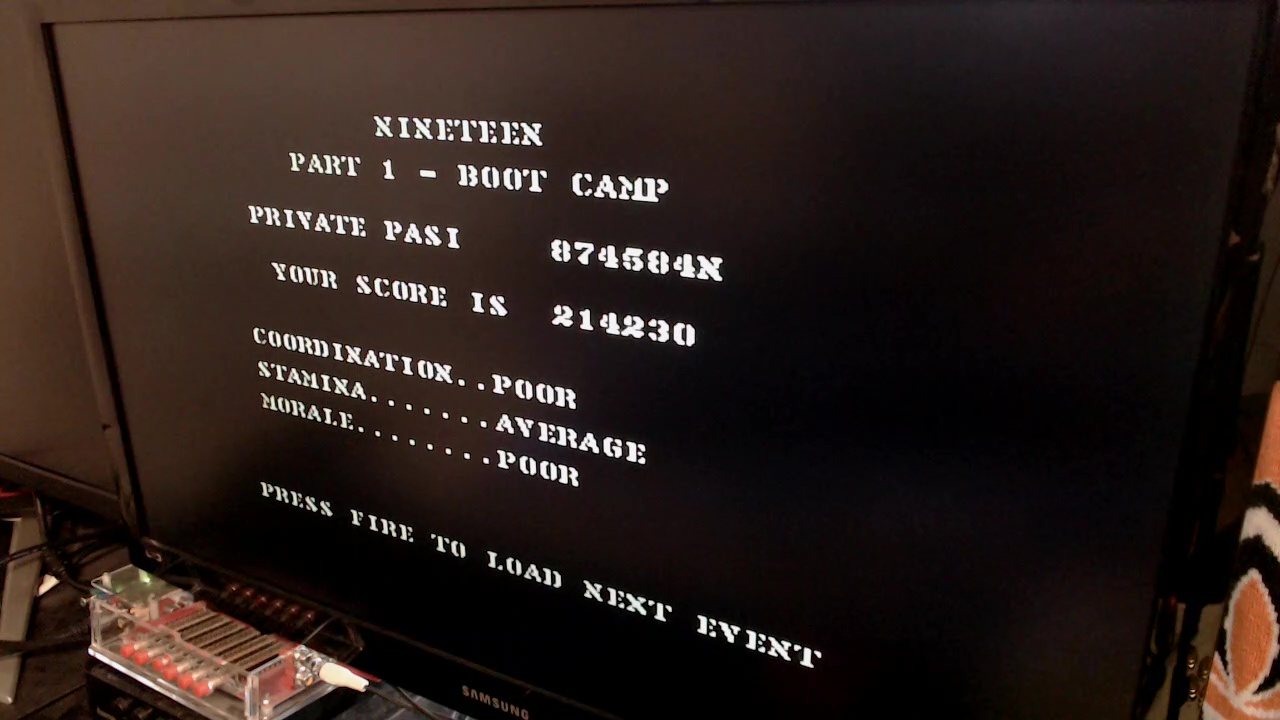 NINETEEN
PART 1 - BOOT CAMP
PRIVATE PASI 874584N
YOUR SCORE IS 214230
COORDINATION..POOR
STAMINA.......AVERAGE
MORALE.........POOR
PRESS FIRE TO LOAD NEXT EVENT
SAMSUNG